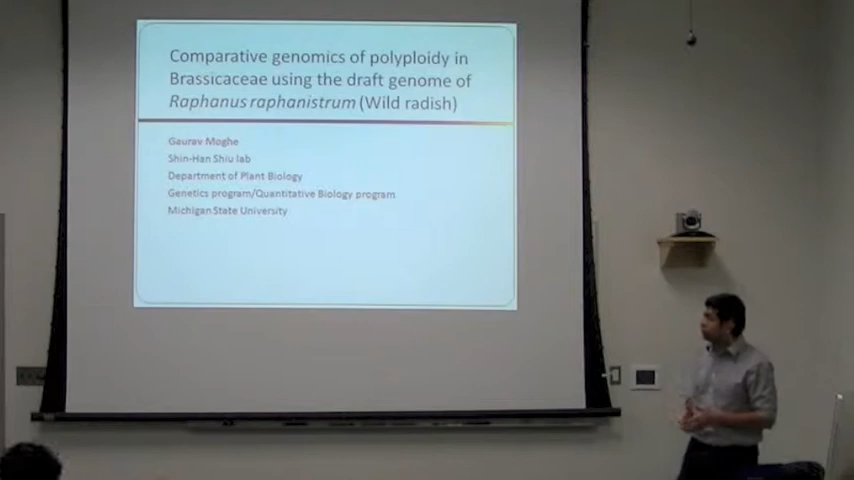 Comparative genomics of polyploidy in
Brassicaceae using the draft genome of
Raphanus raphanistrum (Wild radish)
Gaurav Moghe
Shin-Han Shiu lab
Department of Plant Biology
Genetics program/Quantitative Biology program
Michigan State University